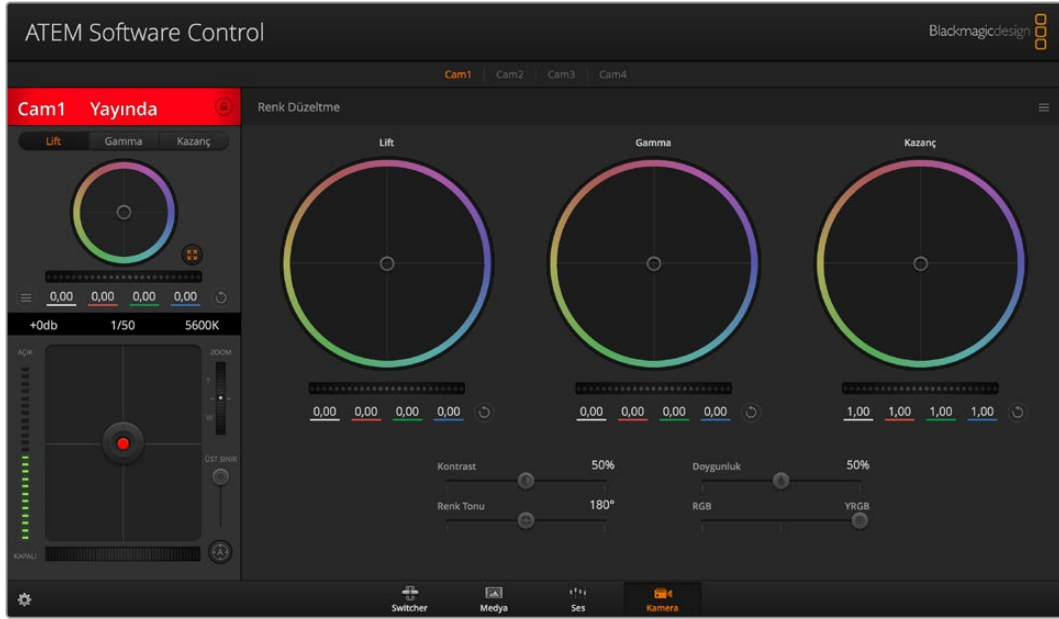 ATEM Software Control
Blackmagicdesign
Cam1 Cam2 Cam3 Cam4
Cam1 Yayında
Renk Düzeltme
Lift Gamma Kazanç
Lift Gamma Kazanç
0,00 0,00 0,00 0,00
+0db 1/50 5600K
AÇIK
ZOOM
T
W
ÜST SINIR
KAPALI
A
0,00 0,00 0,00 0,00
0,00 0,00 0,00 0,00
1,00 1,00 1,00 1,00
Kontrast 50%
Doygunluk 50%
Renk Tonu 180°
RGB YRGB
Switcher Medya Ses Kamera